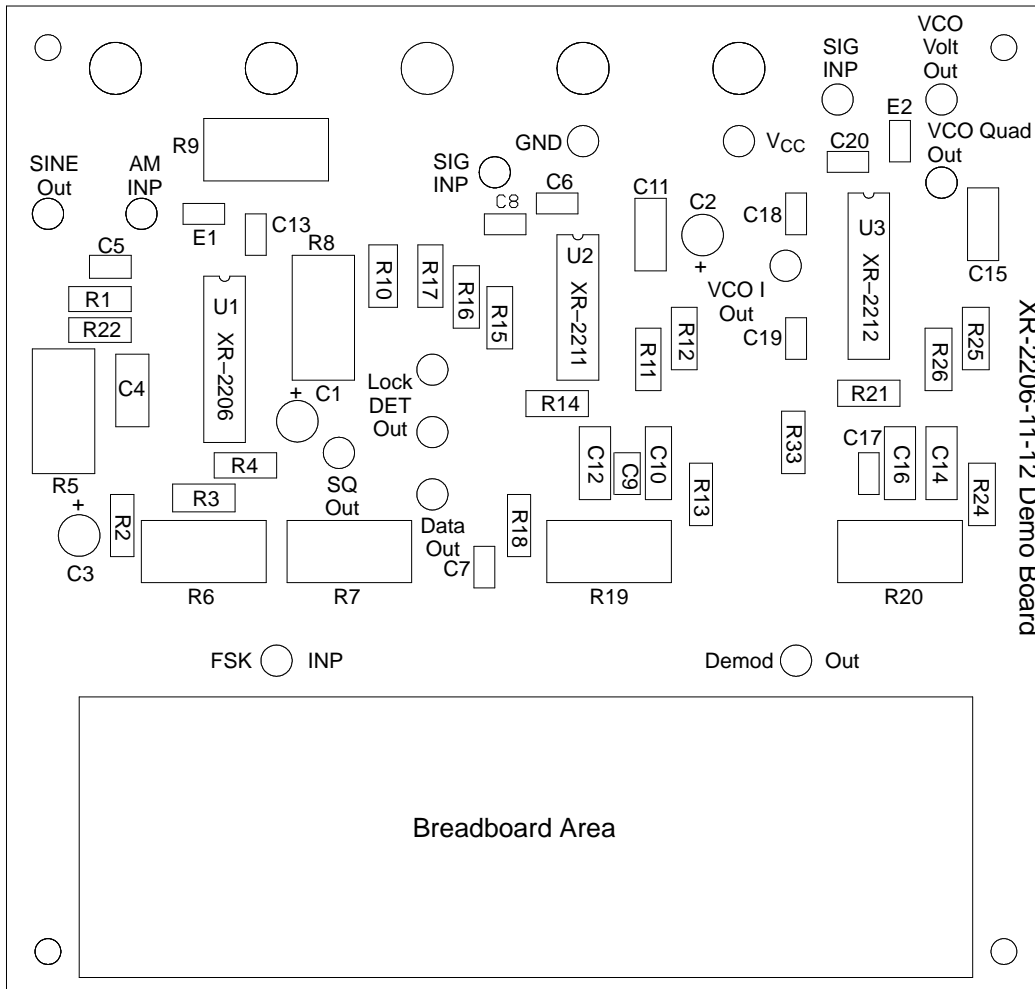 VCO
Volt
Out
SIG
INP
E2
R9
GND
VCC
C20
VCO Quad
Out
SINE
Out
AM
INP
SIG
INP
C6
C11
C2
C18
C8
E1
C13
R8
U2
XR–2211
U3
XR–2212
C5
R10
R17
R16
R15
+
VCO I
Out
C15
R1
U1
XR–2206
R22
R12
R11
C19
R25
R26
C4
Lock
DET
Out
+
C1
R14
R21
R33
C17
C12
C9
C10
C16
C14
R4
R5
SQ
Out
R3
R13
R24
+
R2
Data
Out
R18
C3
C7
R6
R7
R19
R20
XR-2206-11-12 Demo Board
FSK
INP
Demod
Out
Breadboard Area